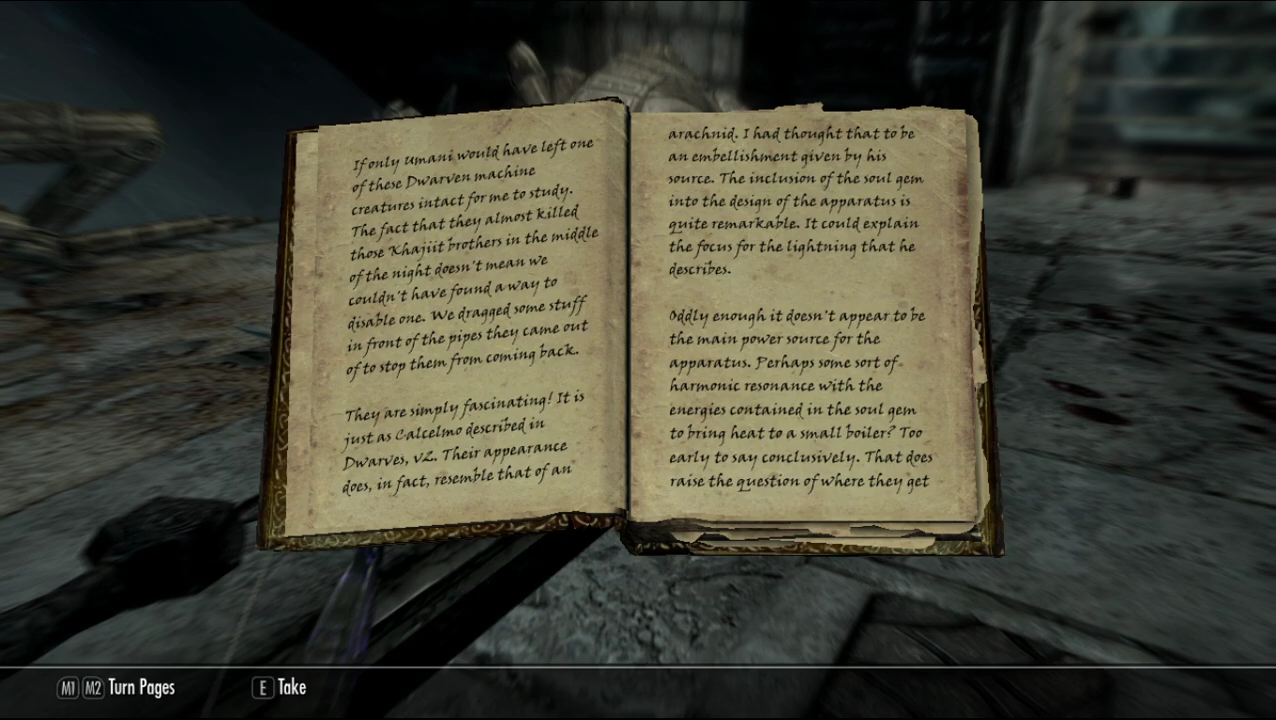 If only Umani would have left one
of these Dwarven machine
creatures intact for me to study.
The fact that they almost killed
those Khajiit brothers in the middle
of the night doesn't mean we
couldn't have found a way to
disable one. We dragged some stuff
in front of the pipes they came out
of to stop them from coming back.
They are simply fascinating! It is
just as Calcelmo described in
Dwarves, v2. Their appearance
does, in fact, resemble that of an
arachnid. I had thought that to be
an embellishment given by his
source. The inclusion of the soul gem
into the design of the apparatus is
quite remarkable. It could explain
the focus for the lightning that he
describes.
Oddly enough it doesn't appear to be
the main power source for the
apparatus. Perhaps some sort of
harmonic resonance with the
energies contained in the soul gem
to bring heat to a small boiler? Too
early to say conclusively. That does
raise the question of where they get
M1 M2 Turn Pages
E Take